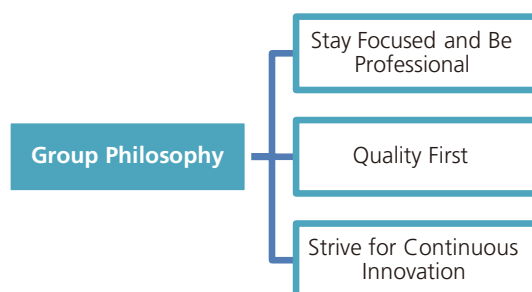 Group Philosophy
Stay Focused and Be
Professional
Quality First
Strive for Continuous
Innovation